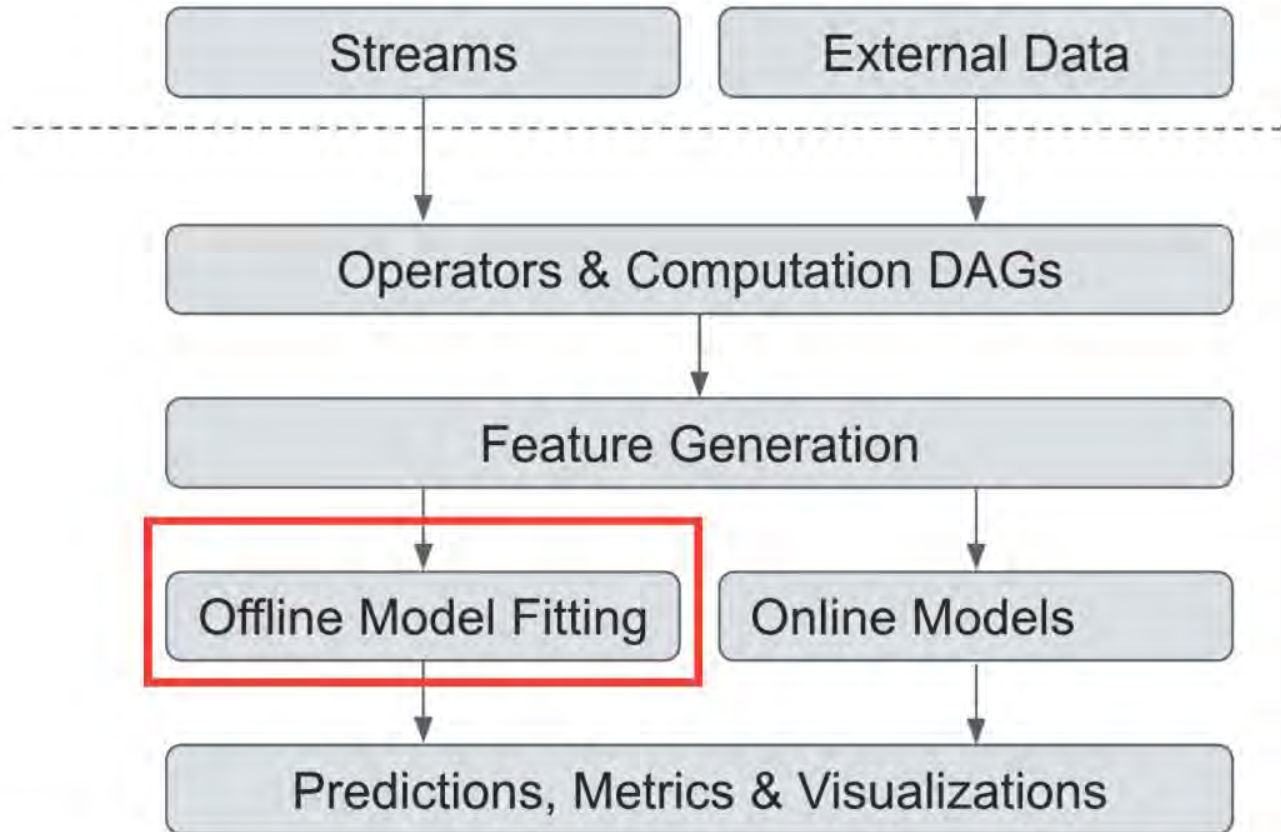 Streams
External Data
Operators & Computation DAGs
Feature Generation
Offline Model Fitting
Online Models
Predictions, Metrics & Visualizations